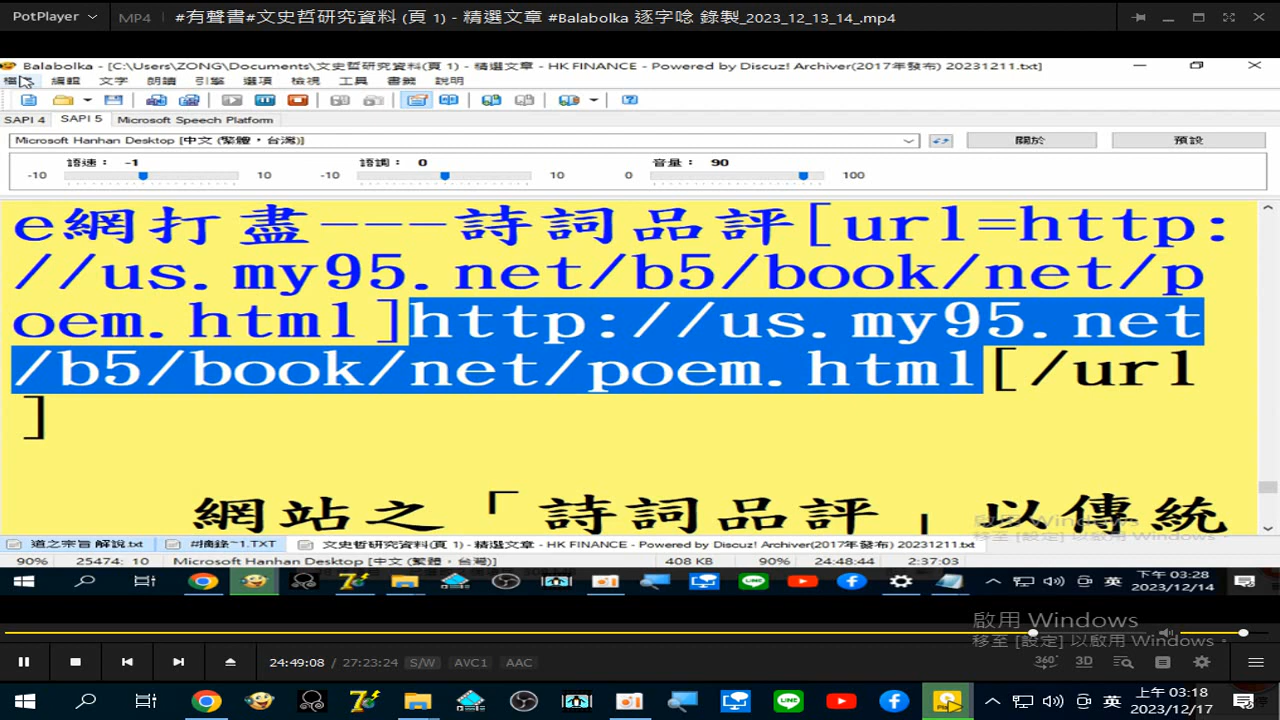 PotPlayer MP4 #有聲書#文史哲研究資料 (頁 1) - 精選文章 #Balabolka 逐字唸 錄製_2023_12_13_14_.mp4
Balabolka - [C:\Users\ZONG\Documents\文史哲研究資料(頁 1) - 精選文章 - HK FINANCE - Powered by Discuz! Archiver(2017年發布) 20231211.txt]
檔案 編輯 文字 朗讀 引擎 選項 檢視 工具 書籤 說明
SAPI 4 SAPI 5 Microsoft Speech Platform
Microsoft Hanhan Desktop [中文 (繁體，台灣)] 關於 預設
語速： -1 語調： 0 音量： 90
-10 10 -10 10 0 100
e網打盡---詩詞品評[url=http:
//us.my95.net/b5/book/net/p
oem.html]http://us.my95.net
/b5/book/net/poem.html[/url
]
網站之「詩詞品評」以傳統
道之宗旨 解說.txt #摘錄~1.TXT 文史哲研究資料(頁 1) - 精選文章 - HK FINANCE - Powered by Discuz! Archiver(2017年發布) 20231211.txt
90% 25474: 10 Microsoft Hanhan Desktop [中文 (繁體，台灣)] 408 KB 90% 24:48:44 2:37:03
英 下午 03:28
2023/12/14
啟用 Windows
移至 [設定] 以啟用 Windows。
24:49:08 / 27:23:24 S/W AVC1 AAC 360° 3D
英 上午 03:18
2023/12/17